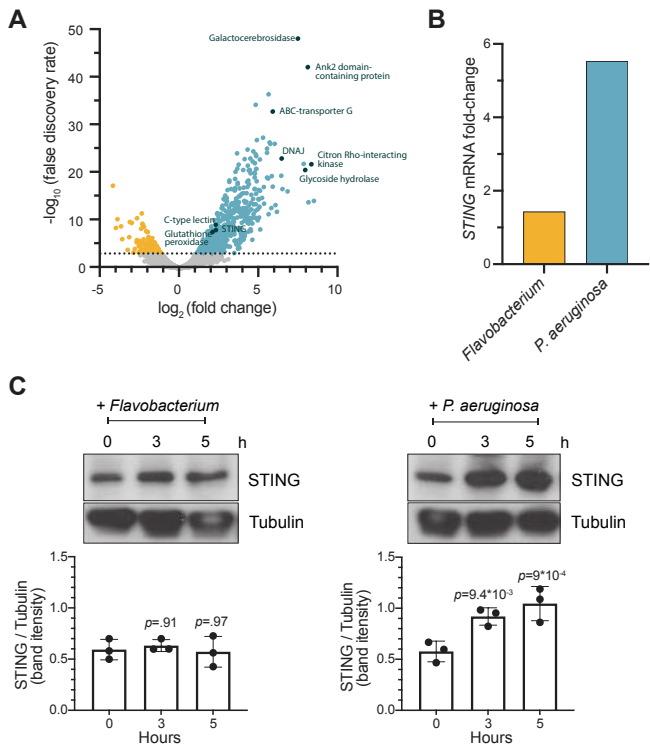 A
-log10 (false discovery rate)
50
40
30
20
10
0
-5
0
5
10
log2 (fold change)
Galactocerebrosidase
Ank2 domain-
containing protein
ABC-transporter G
DNAJ
Citron Rho-interacting
kinase
Glycoside hydrolase
C-type lectin
STING
Glutathione
peroxidase
B
STING mRNA fold-change
6
4
2
0
Flavobacterium
P. aeruginosa
C
+ Flavobacterium
0 3 5 h
STING
Tubulin
STING / Tubulin
(band itensity)
1.5
1.0
0.5
0.0
p=.91
p=.97
0 3 5
Hours
+ P. aeruginosa
0 3 5 h
STING
Tubulin
STING / Tubulin
(band itensity)
1.5
1.0
0.5
0.0
p=9.4*10-3
p=9*10-4
0 3 5
Hours